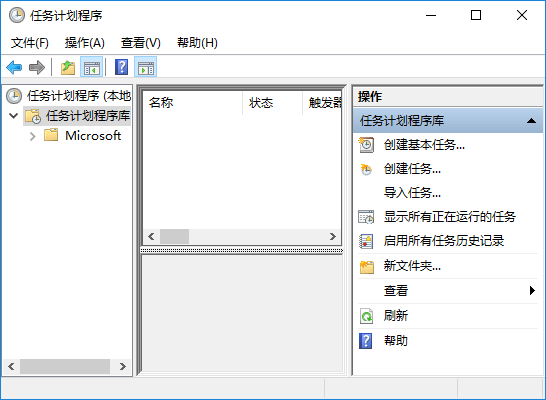 任务计划程序
文件(F) 操作(A) 查看(V) 帮助(H)
任务计划程序 (本地
任务计划程序库
Microsoft
名称 状态 触发器
操作
任务计划程序库
创建基本任务...
创建任务...
导入任务...
显示所有正在运行的任务
启用所有任务历史记录
新文件夹...
查看
刷新
帮助